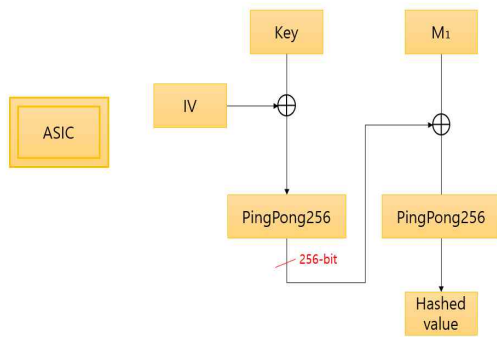 Key
M₁
IV
ASIC
PingPong256
PingPong256
256-bit
Hashed
value